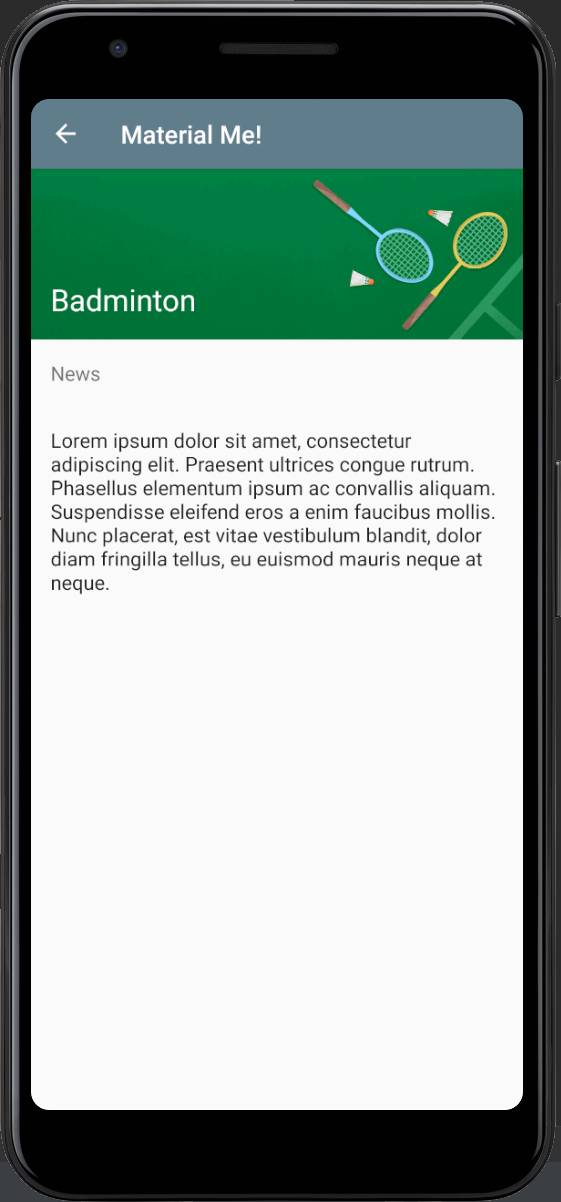 Material Me!
Badminton
News
Lorem ipsum dolor sit amet, consectetur
adipiscing elit. Praesent ultrices congue rutrum.
Phasellus elementum ipsum ac convallis aliquam.
Suspendisse eleifend eros a enim faucibus mollis.
Nunc placerat, est vitae vestibulum blandit, dolor
diam fringilla tellus, eu euismod mauris neque at
neque.